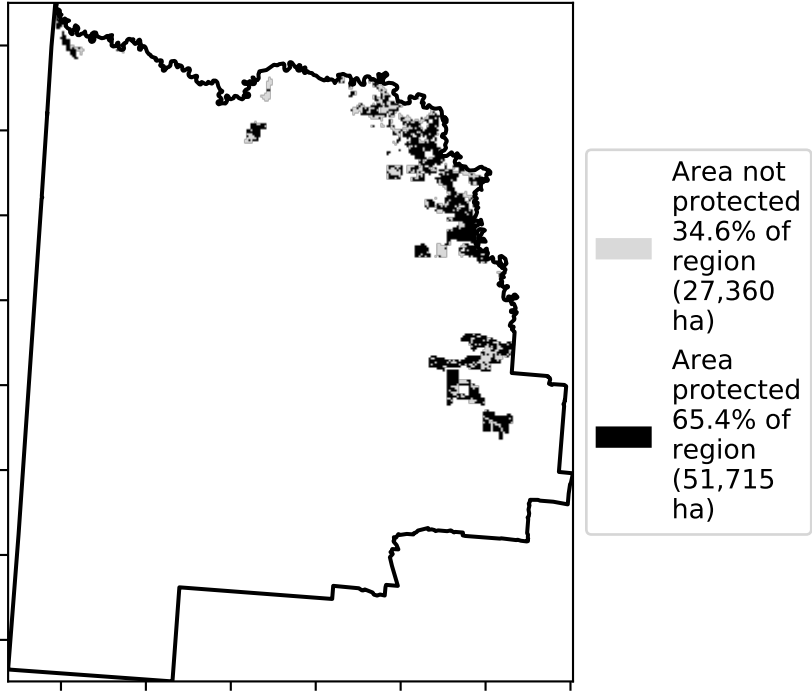 Area not
protected
34.6% of
region
(27,360
ha)
Area
protected
65.4% of
region
(51,715
ha)